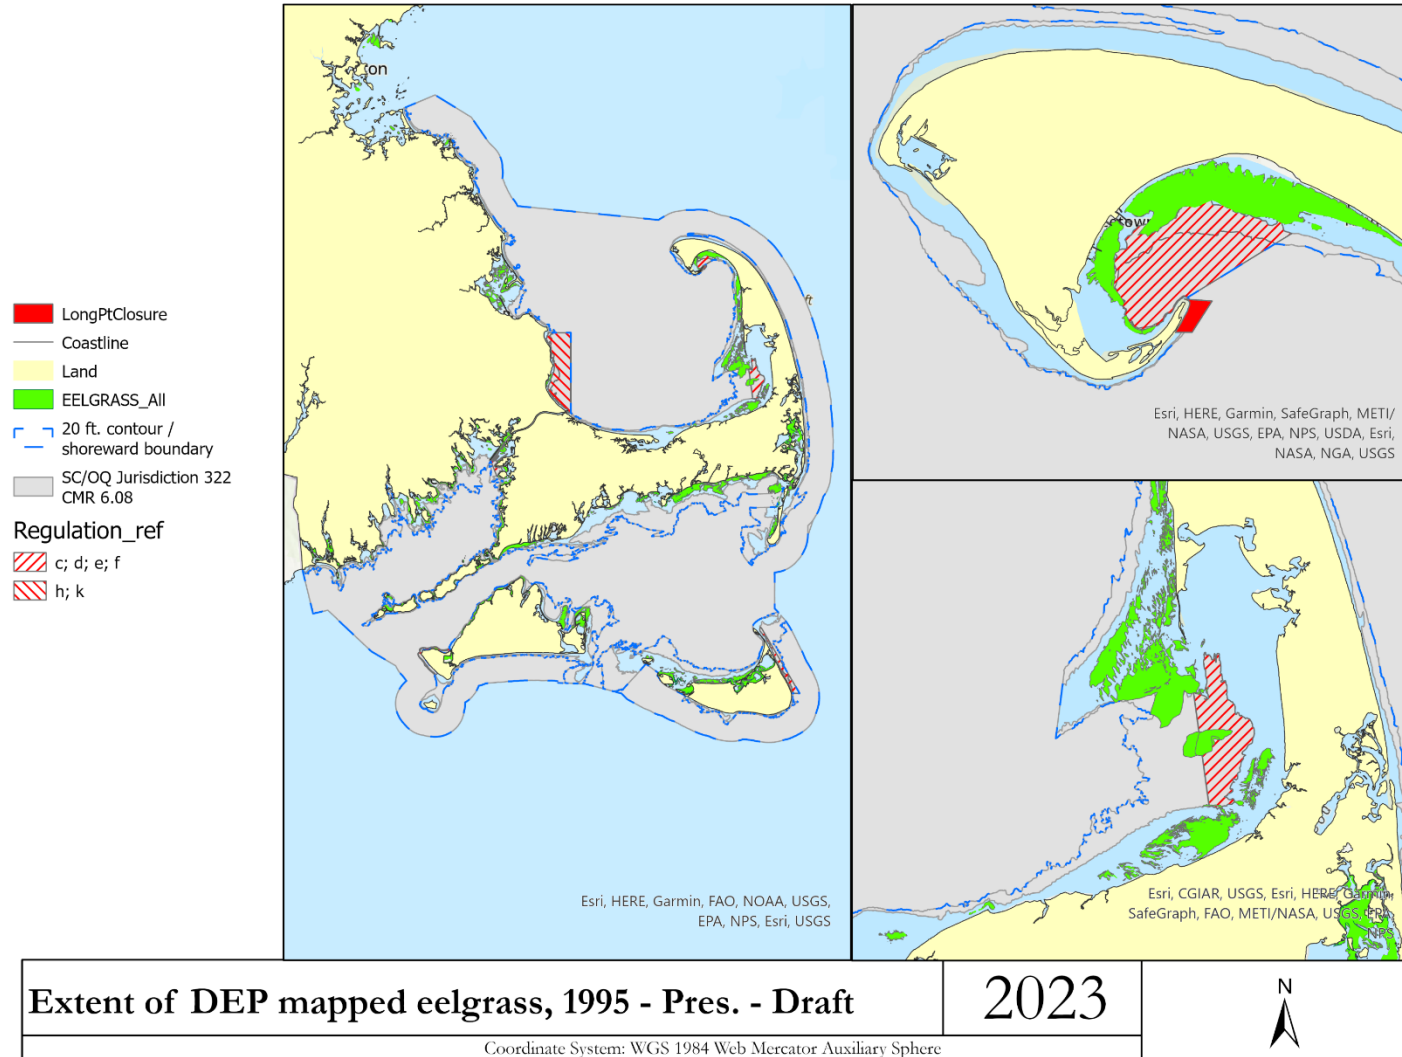 LongPtClosure
Coastline
Land
EELGRASS_All
20 ft. contour /
shoreward boundary
SC/OQ Jurisdiction 322
CMR 6.08
Regulation_ref
c; d; e; f
h; k
on
ft
Esri, HERE, Garmin, FAO, NOAA, USGS,
EPA, NPS, Esri, USGS
Esri, HERE, Garmin, SafeGraph, METI/
NASA, USGS, EPA, NPS, USDA, Esri,
NASA, NGA, USGS
Esri, CGIAR, USGS, Esri, HERE, Garmin,
SafeGraph, FAO, METI/NASA, USGS, EPA,
NPS
Extent of DEP mapped eelgrass, 1995 - Pres. - Draft
2023
N
Coordinate System: WGS 1984 Web Mercator Auxiliary Sphere